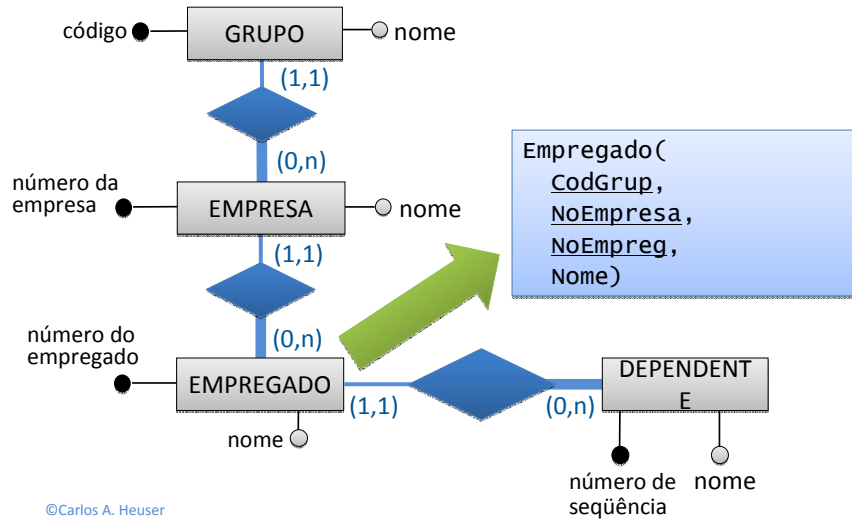 código
GRUPO
nome
(1,1)
(0,n)
número da
empresa
EMPRESA
nome
(1,1)
Empregado(
CodGrup,
NoEmpresa,
NoEmpreg,
Nome)
número do
empregado
(0,n)
EMPREGADO
(1,1)
(0,n)
DEPENDENT
E
nome
número de
seqüência
nome
©Carlos A. Heuser